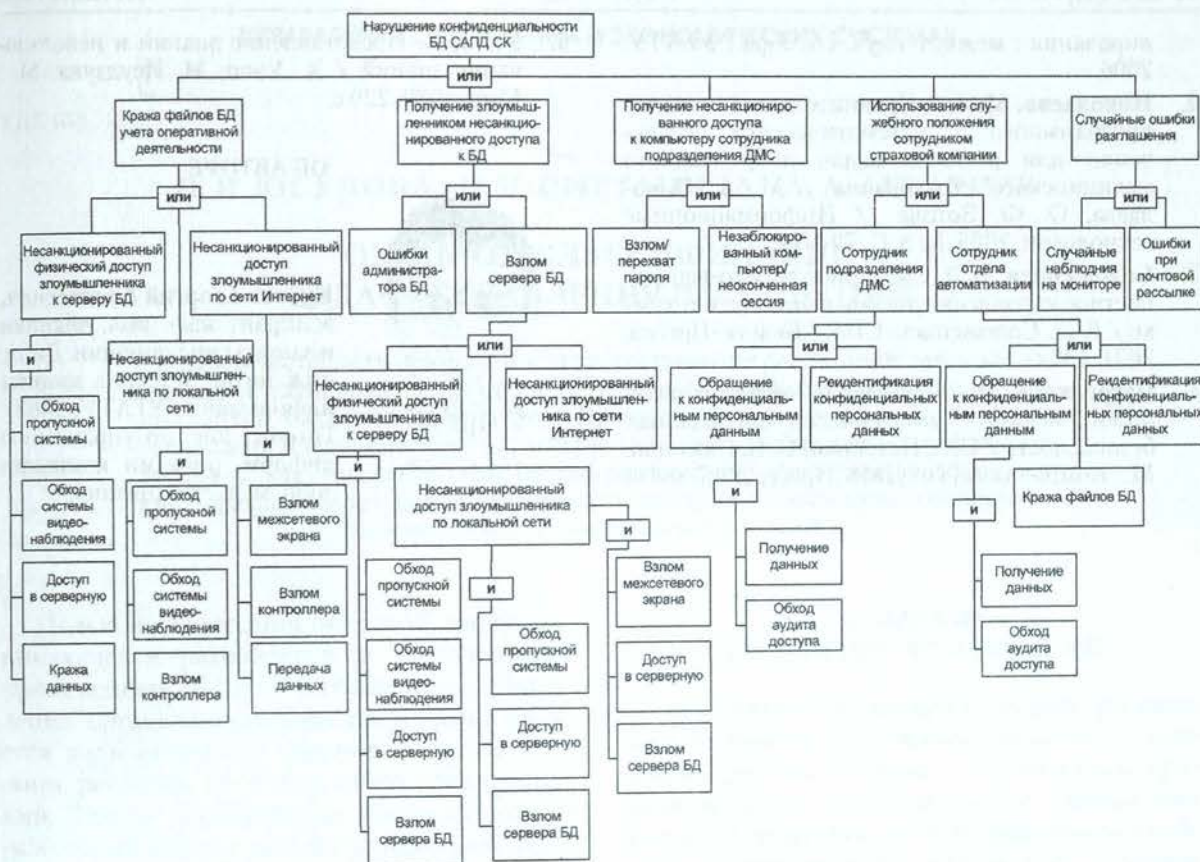 Нарушение конфиденциальности
БД САПД СК
или
Кража файлов БД
учета оперативной
деятельности
Получение злоумыш-
ленником несанкцио-
нированного доступа
к БД
Получение несанкциониро-
ванного доступа
к компьютеру сотрудника
подразделения ДМС
Использование слу-
жебного положения
сотрудником
страховой компании
Случайные ошибки
разглашения
или
или
или
или
или
Несанкционированный
физический доступ
злоумышленника
к серверу БД
Несанкционированный
доступ
злоумышленника
по сети Интернет
Ошибки
администра-
тора БД
Взлом
сервера БД
Взлом/
перехват
пароля
Незаблокиро-
ванный ком-
пьютер/
неоконченная
сессия
Сотрудник
подразделения
ДМС
Сотрудник
отдела
автоматизации
Случайные
наблюдния
на мониторе
Ошибки
при
почтовой
рассылке
и
Несанкционированный
доступ злоумышлен-
ника по локальной
сети
или
или
или
Обход
пропускной
системы
Несанкционированный
физический доступ
злоумышленника
к серверу БД
Несанкционированный
доступ злоумышлен-
ника по сети
Интернет
Обращение
к конфиденциаль-
ным персональным
данным
Реидентификация
конфиденциальных
персональных
данных
Обращение
к конфиденциа-
льным персональ-
ным данным
Реидентификация
конфиденциаль-
ных персональных
данных
и
и
и
Обход
системы
видео-
наблюдения
Обход
пропускной
системы
Взлом
межсетевого
экрана
Несанкционированный
доступ злоумышленника
по локальной сети
и
и
и
Кража файлов БД
Доступ
в серверную
Обход
системы
видео-
наблюдения
Взлом
контроллера
Обход
пропускной
системы
и
Взлом
межсетевого
экрана
Получение
данных
Получение
данных
Кража
данных
Взлом
контроллера
Передача
данных
Обход
системы
видео-
наблюдения
Обход
пропускной
системы
Доступ
в серверную
Обход
аудита
доступа
Обход
аудита
доступа
Доступ
в серверную
Доступ
в серверную
Взлом
сервера БД
Взлом
сервера БД
Взлом
сервера БД